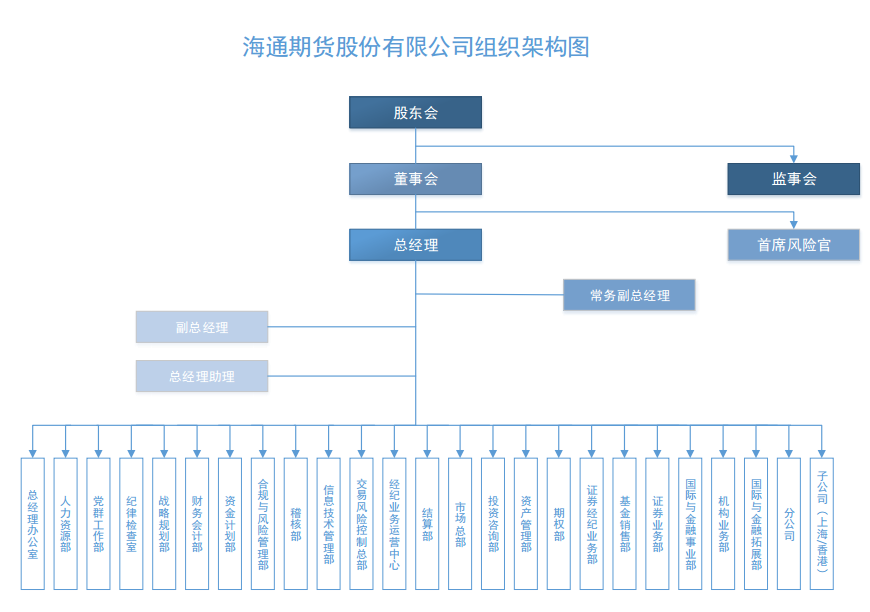 海通期货股份有限公司组织架构图
股东会
董事会
监事会
总经理
首席风险官
常务副总经理
副总经理
总经理助理
总经理办公室
人力资源部
党群工作部
纪律检查室
战略规划部
财务会计部
资金计划部
合规与风险管理部
稽核部
信息技术管理部
交易风险控制总部
经纪业务运营中心
结算部
市场总部
投资咨询部
资产管理部
期权部
证券经纪业务部
基金销售部
证券业务部
国际与金融事业部
机构业务部
国际与金融拓展部
分公司
子公司（上海/香港）